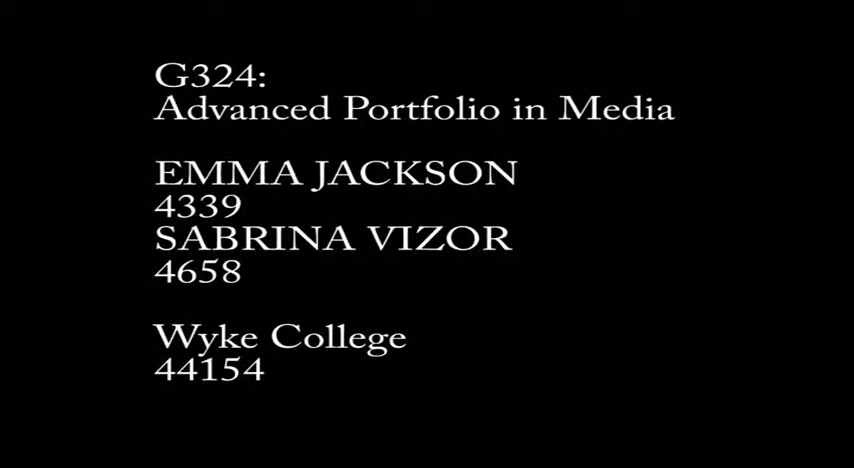 G324:
Advanced Portfolio in Media
EMMA JACKSON
4339
SABRINA VIZOR
4658
Wyke College
44154